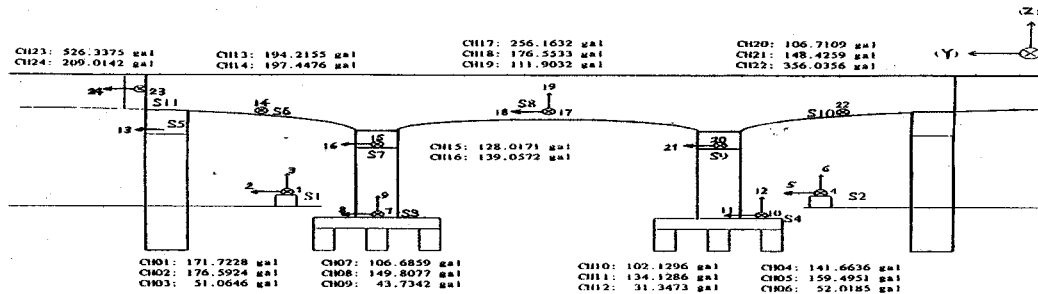 (Z)
(Y)
CH23: 526.3375 gal
CH24: 209.0142 gal
CH13: 194.2155 gal
CH14: 197.4476 gal
CH17: 256.1632 gal
CH18: 176.5533 gal
CH19: 111.9032 gal
CH20: 106.7109 gal
CH21: 148.4259 gal
CH22: 356.0356 gal
24 23
S11
14 S6
19
S8
18 17
22
S10
13 S5
16 15
S7
CH15: 128.0171 gal
CH16: 139.0572 gal
21 20
S9
3
2 1 S1
6
5 4 S2
9
8 7 S3
12
11 10 S4
CH01: 171.7228 gal
CH02: 176.5924 gal
CH03: 51.0646 gal
CH07: 106.6859 gal
CH08: 149.8077 gal
CH09: 43.7342 gal
CH10: 102.1296 gal
CH11: 134.1286 gal
CH12: 31.3473 gal
CH04: 141.6636 gal
CH05: 159.4951 gal
CH06: 52.0185 gal